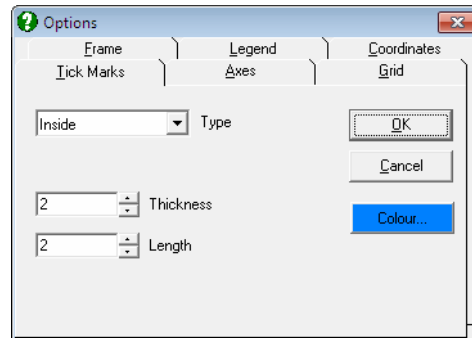 Options
Frame Legend Coordinates
Tick Marks Axes Grid
Inside Type OK
Cancel
2 Thickness Colour...
2 Length